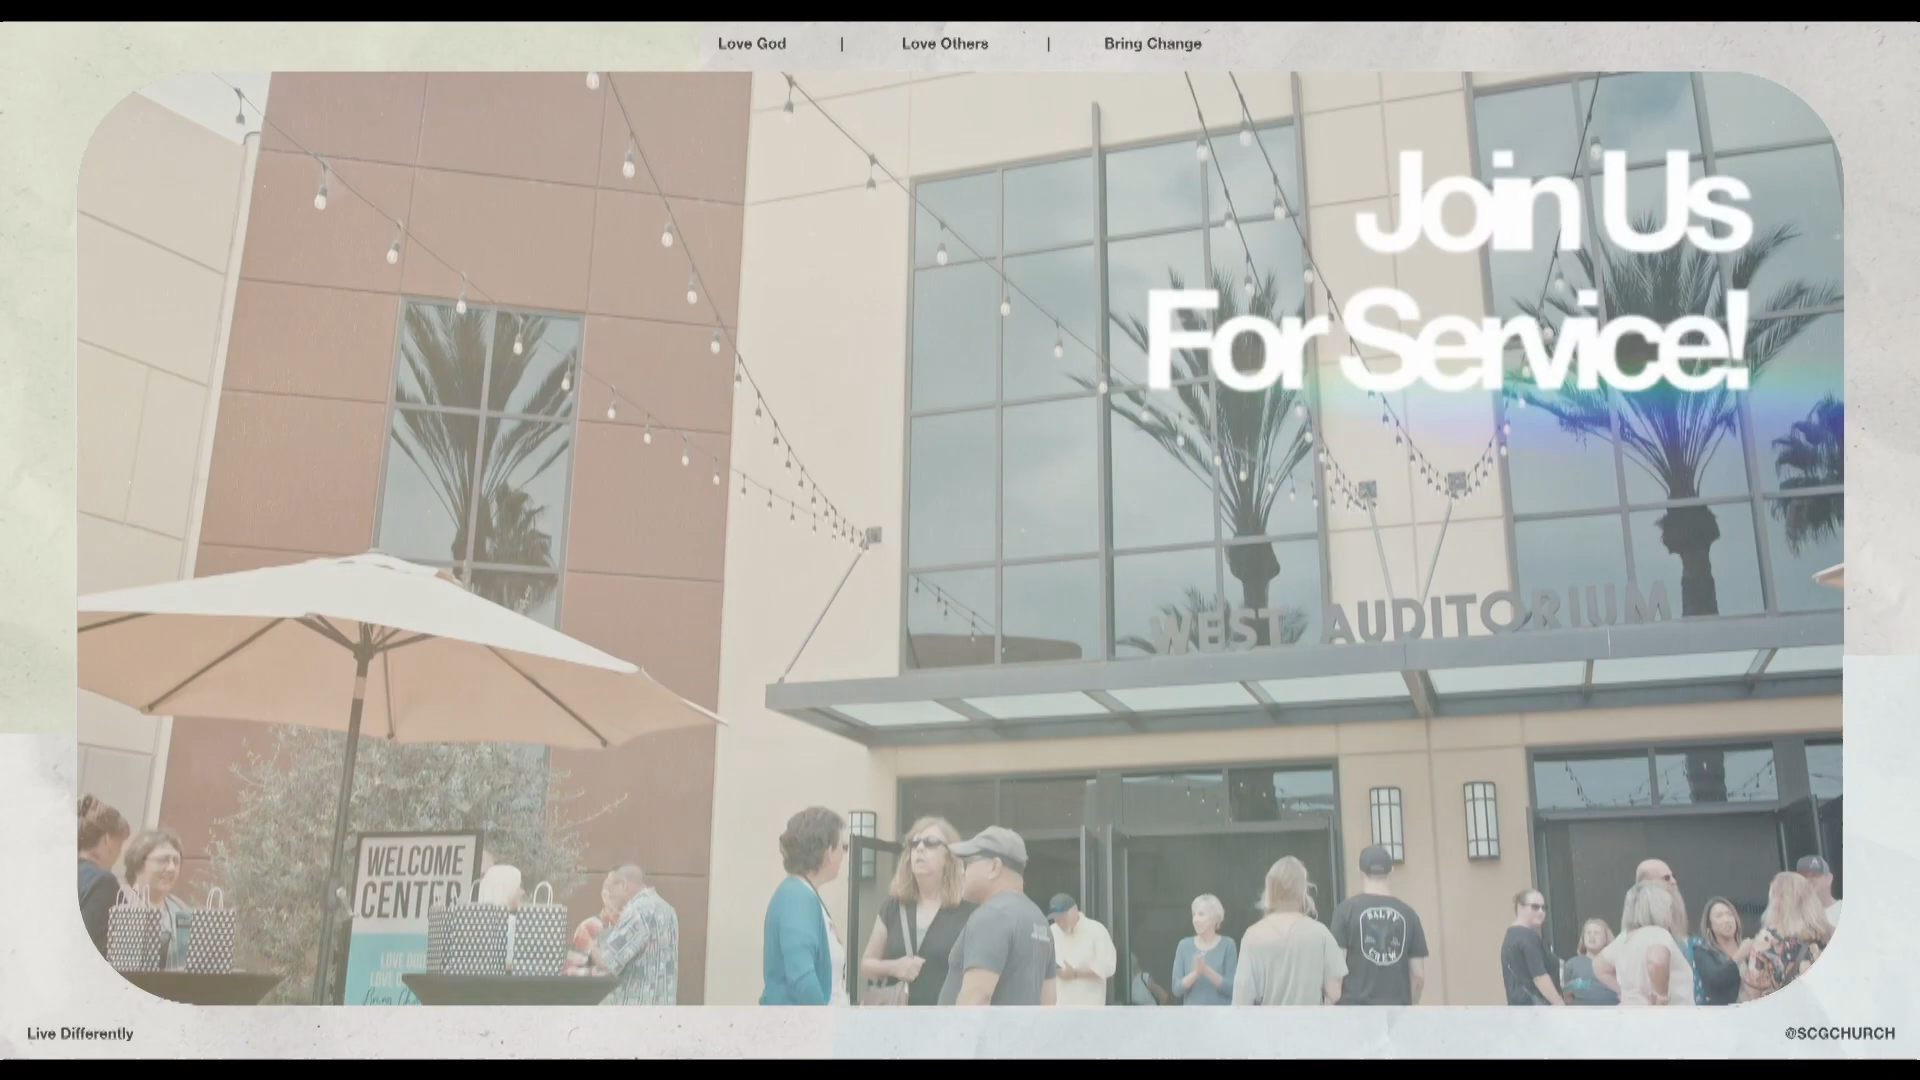 Love God | Love Others | Bring Change
Join Us
For Service!
WEST AUDITORIUM
WELCOME
CENTER
SALTY
CREW
Live Differently
@SCGCHURCH